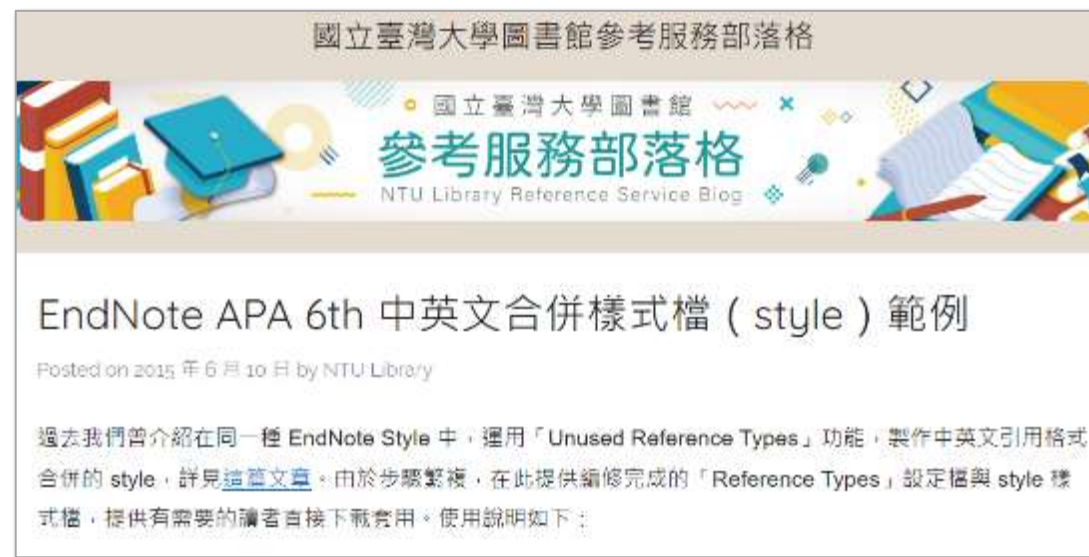 國立臺灣大學圖書館參考服務部落格
國立臺灣大學圖書館
參考服務部落格
NTU Library Reference Service Blog
EndNote APA 6th 中英文合併樣式檔 ( style ) 範例
Posted on 2015 年 6 月 10 日 by NTU Library
過去我們曾介紹在同一種 EndNote Style 中，運用「Unused Reference Types」功能，製作中英文引用格式
合併的 style，詳見這篇文章。由於步驟繁複，在此提供編修完成的「Reference Types」設定檔與 style 樣
式檔，提供有需要的讀者直接下載套用。使用說明如下：